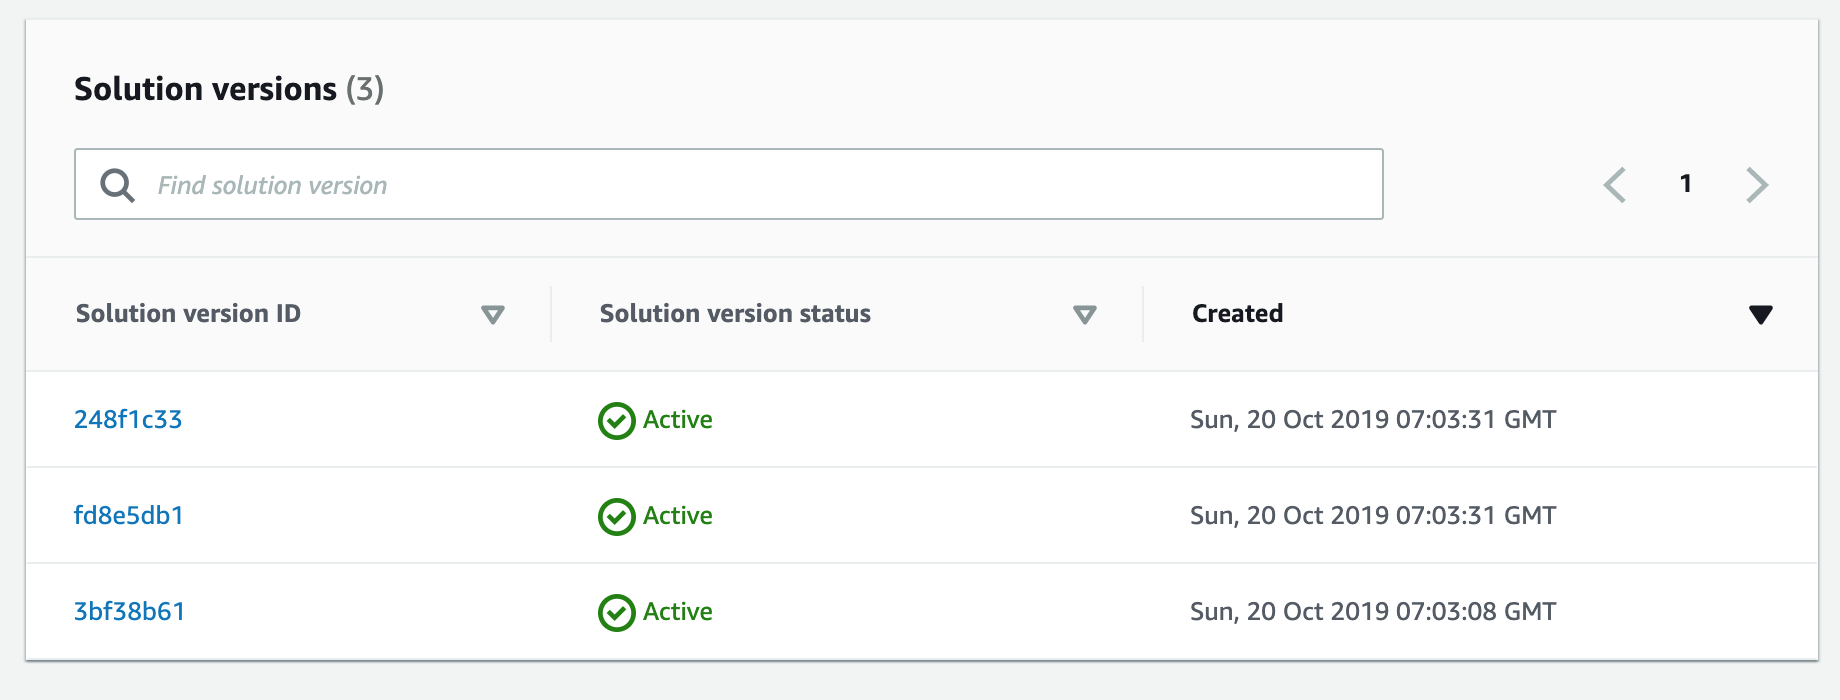 Solution versions (3)
Find solution version
1
Solution version ID Solution version status Created
248f1c33 Active Sun, 20 Oct 2019 07:03:31 GMT
fd8e5db1 Active Sun, 20 Oct 2019 07:03:31 GMT
3bf38b61 Active Sun, 20 Oct 2019 07:03:08 GMT